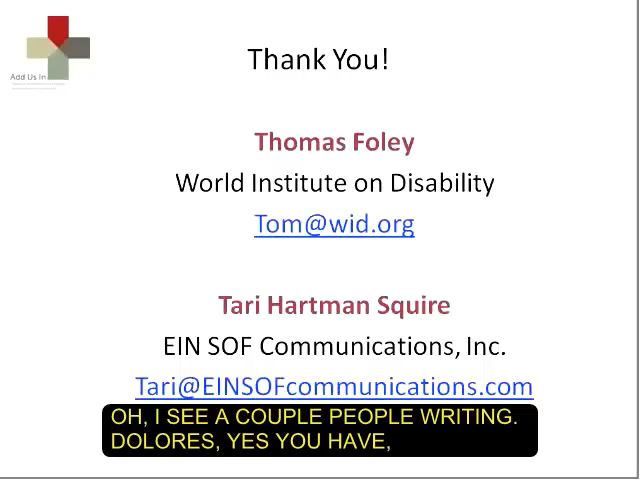 Add Us In
Thank You!
Thomas Foley
World Institute on Disability
Tom@wid.org
Tari Hartman Squire
EIN SOF Communications, Inc.
Tari@EINSOFcommunications.com
OH, I SEE A COUPLE PEOPLE WRITING.
DOLORES, YES YOU HAVE,